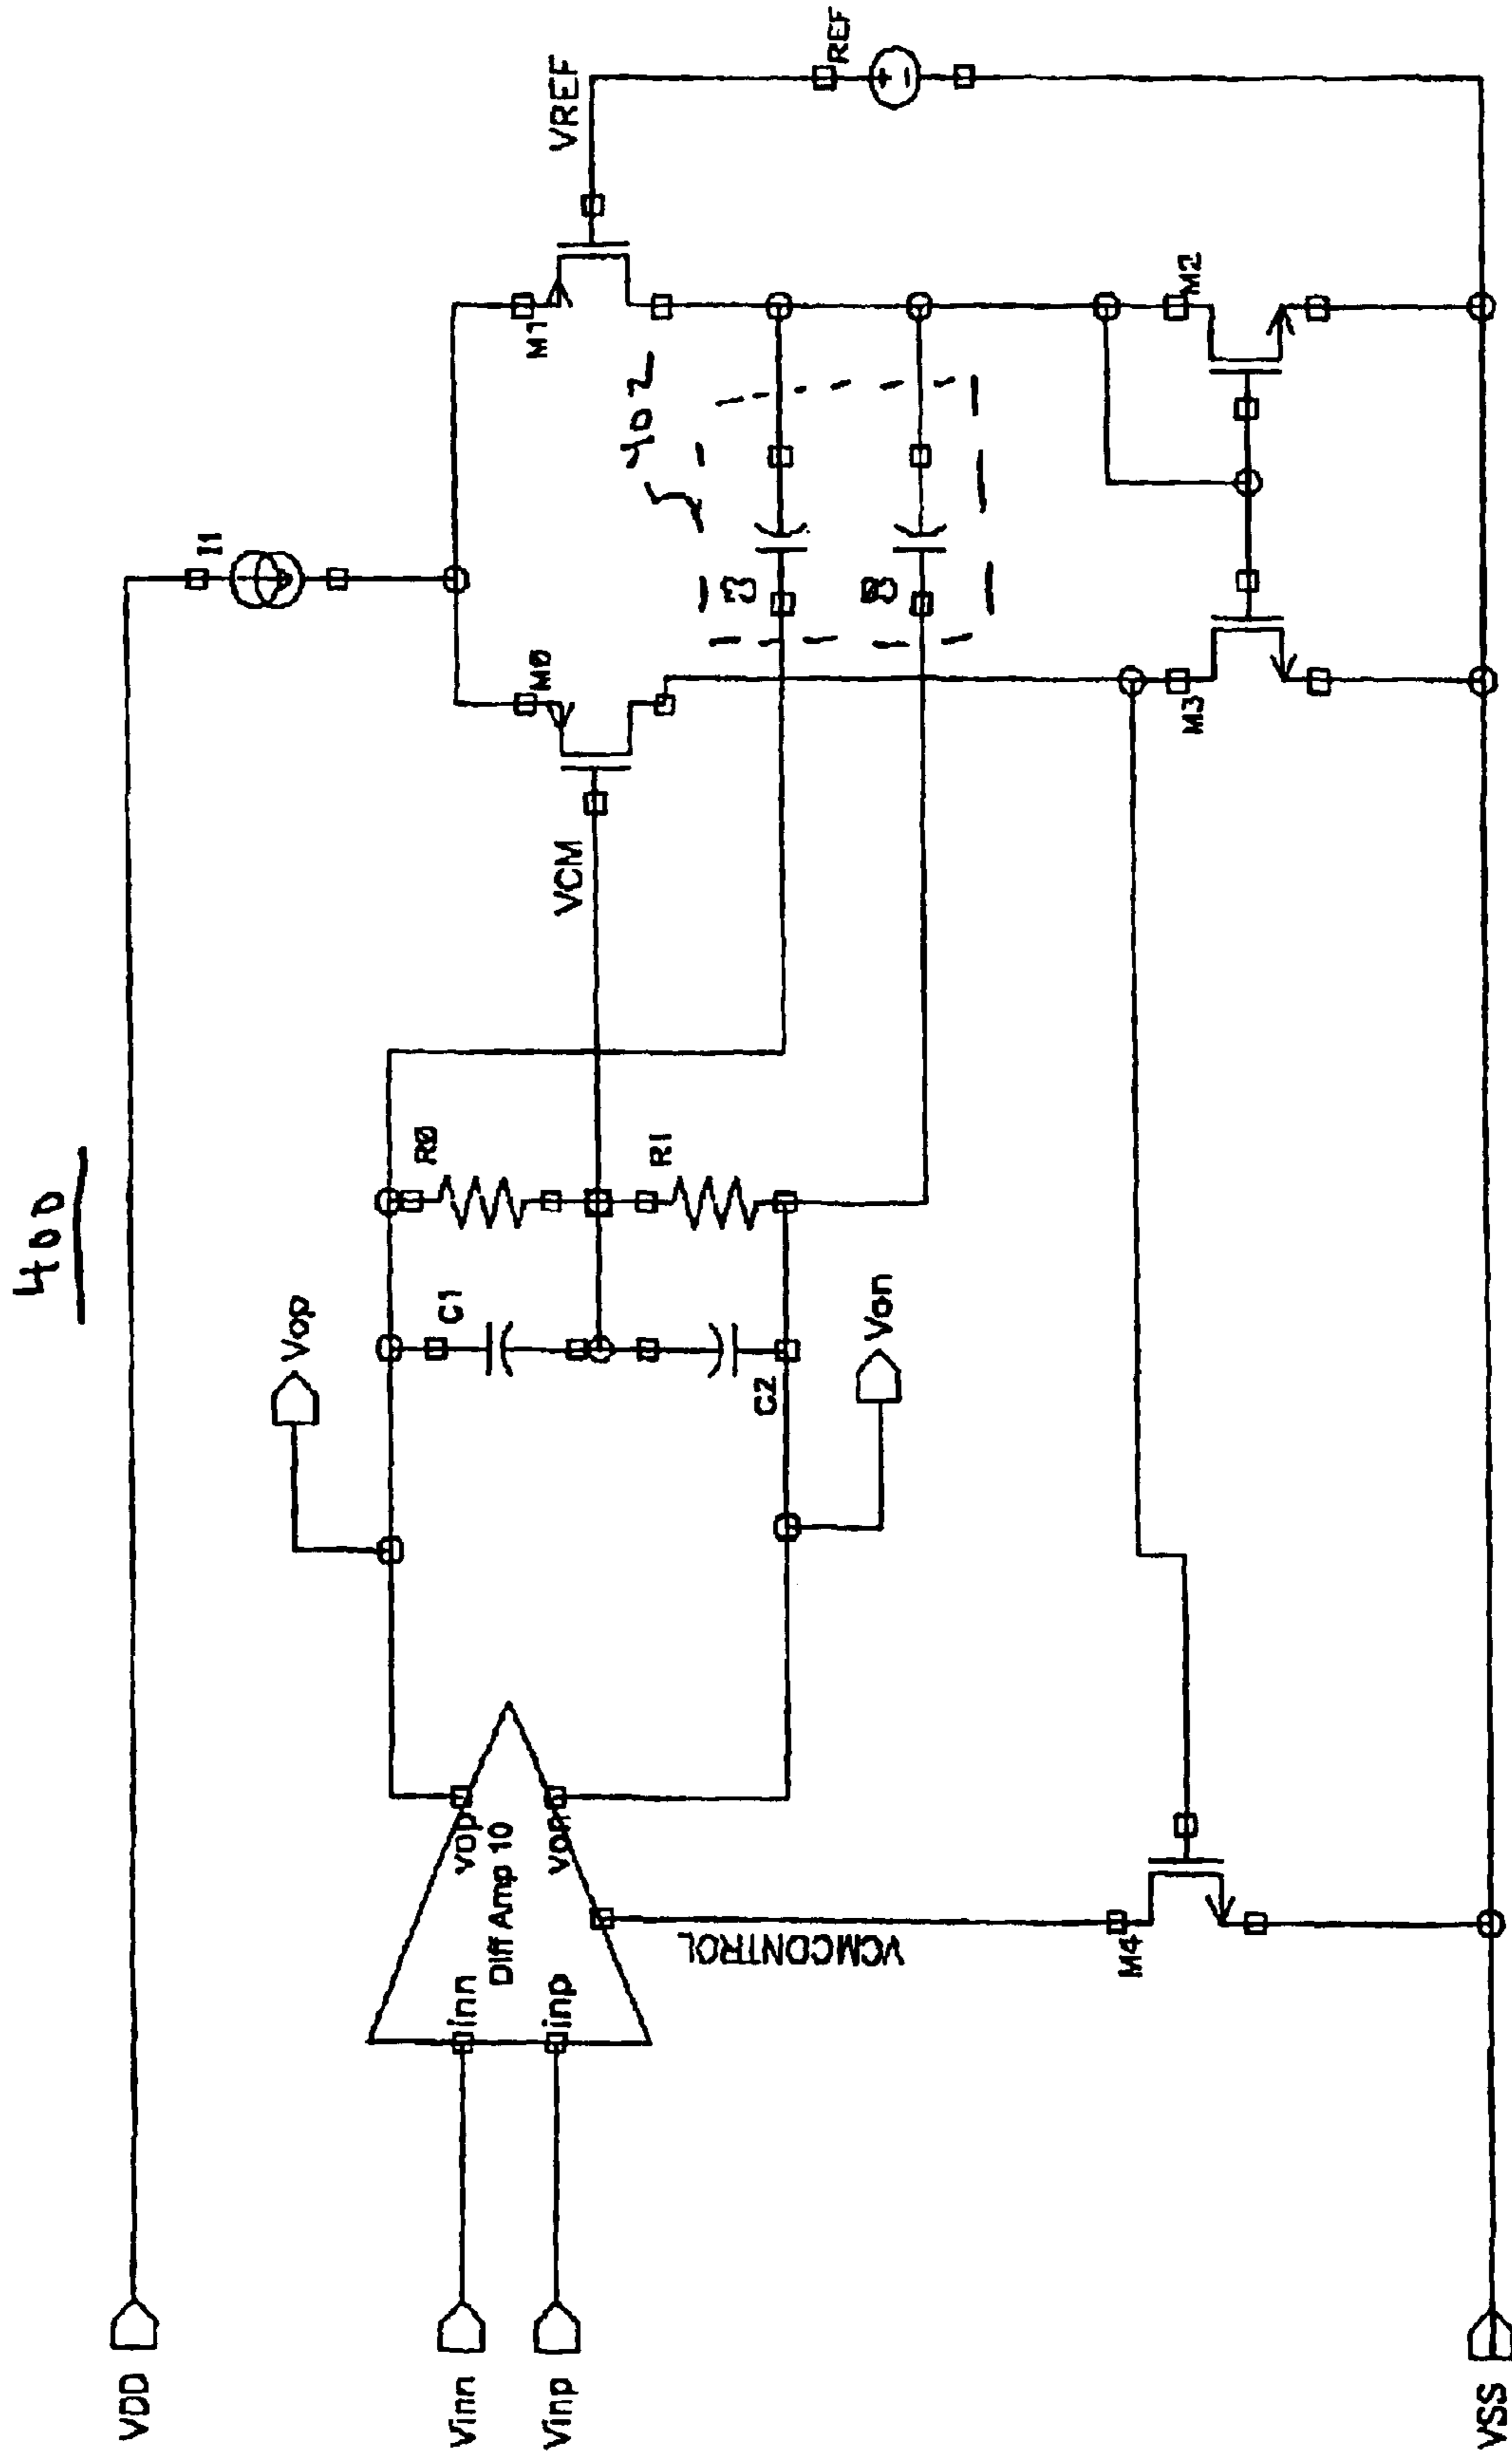 400
VDD
I1
Vop
VREF
REF
M0
M1
R0
C1
VCM
402
vop
inn
Diff Amp 10
Vinn
von
inp
Vinp
R1
C2
C3
Von
VCMCONTROL
M4
M3
M2
VSS